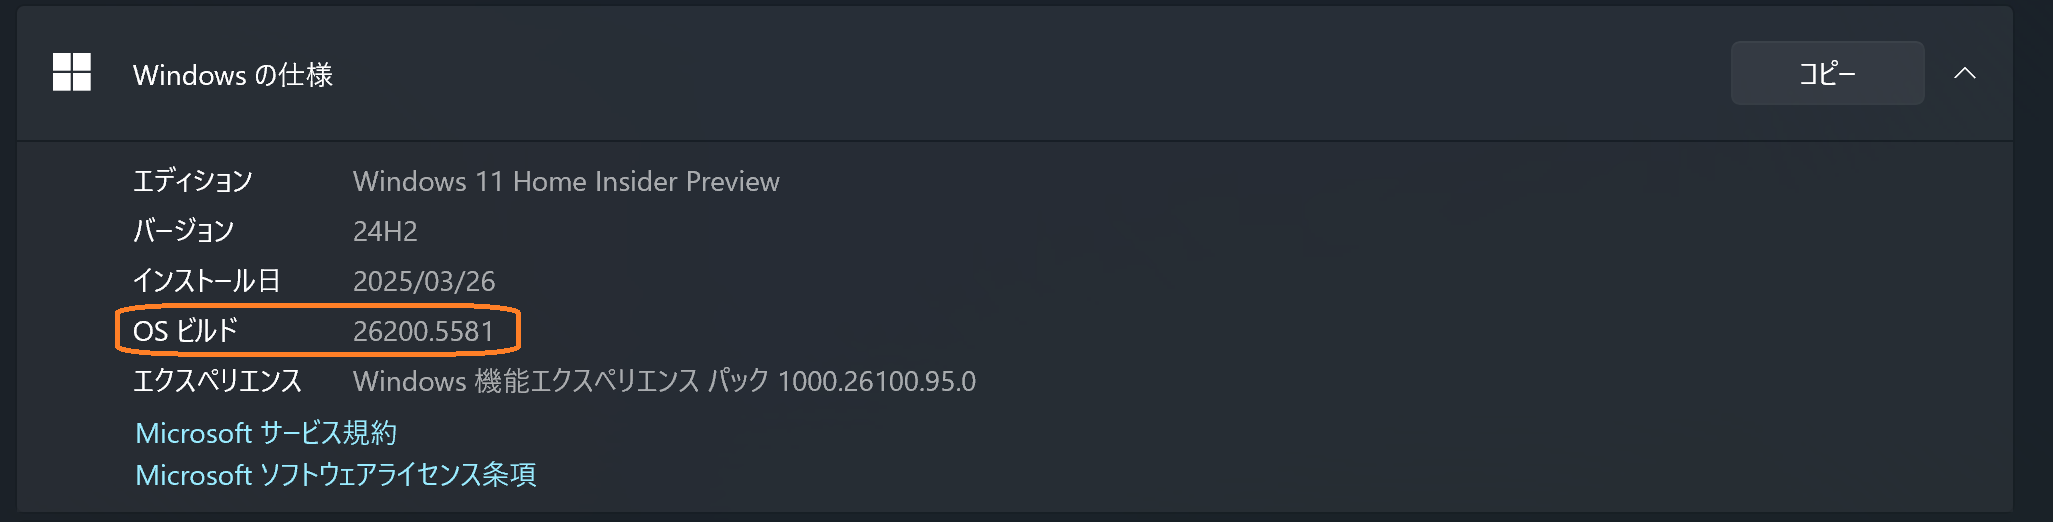 Windows の仕様
コピー
エディション Windows 11 Home Insider Preview
バージョン 24H2
インストール日 2025/03/26
OS ビルド 26200.5581
エクスペリエンス Windows 機能エクスペリエンス パック 1000.26100.95.0
Microsoft サービス規約
Microsoft ソフトウェアライセンス条項